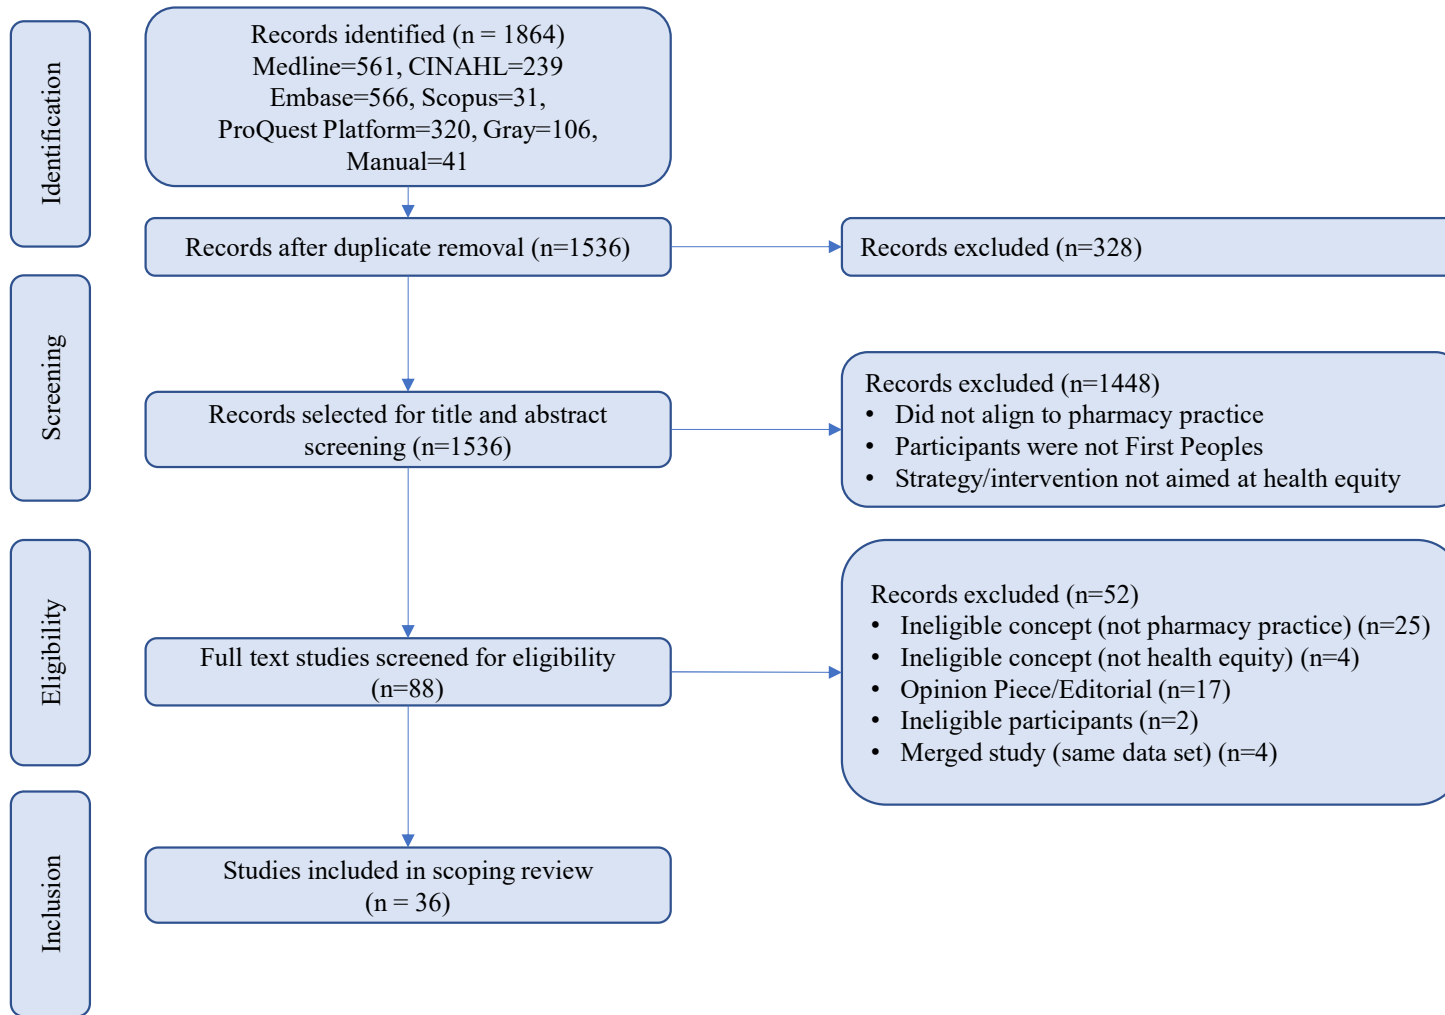 Identification
Records identified (n = 1864)
Medline=561, CINAHL=239
Embase=566, Scopus=31,
ProQuest Platform=320, Gray=106,
Manual=41
Records after duplicate removal (n=1536)
Records excluded (n=328)
Screening
Records selected for title and abstract
screening (n=1536)
Records excluded (n=1448)
• Did not align to pharmacy practice
• Participants were not First Peoples
• Strategy/intervention not aimed at health equity
Eligibility
Full text studies screened for eligibility
(n=88)
Records excluded (n=52)
• Ineligible concept (not pharmacy practice) (n=25)
• Ineligible concept (not health equity) (n=4)
• Opinion Piece/Editorial (n=17)
• Ineligible participants (n=2)
• Merged study (same data set) (n=4)
Inclusion
Studies included in scoping review
(n = 36)